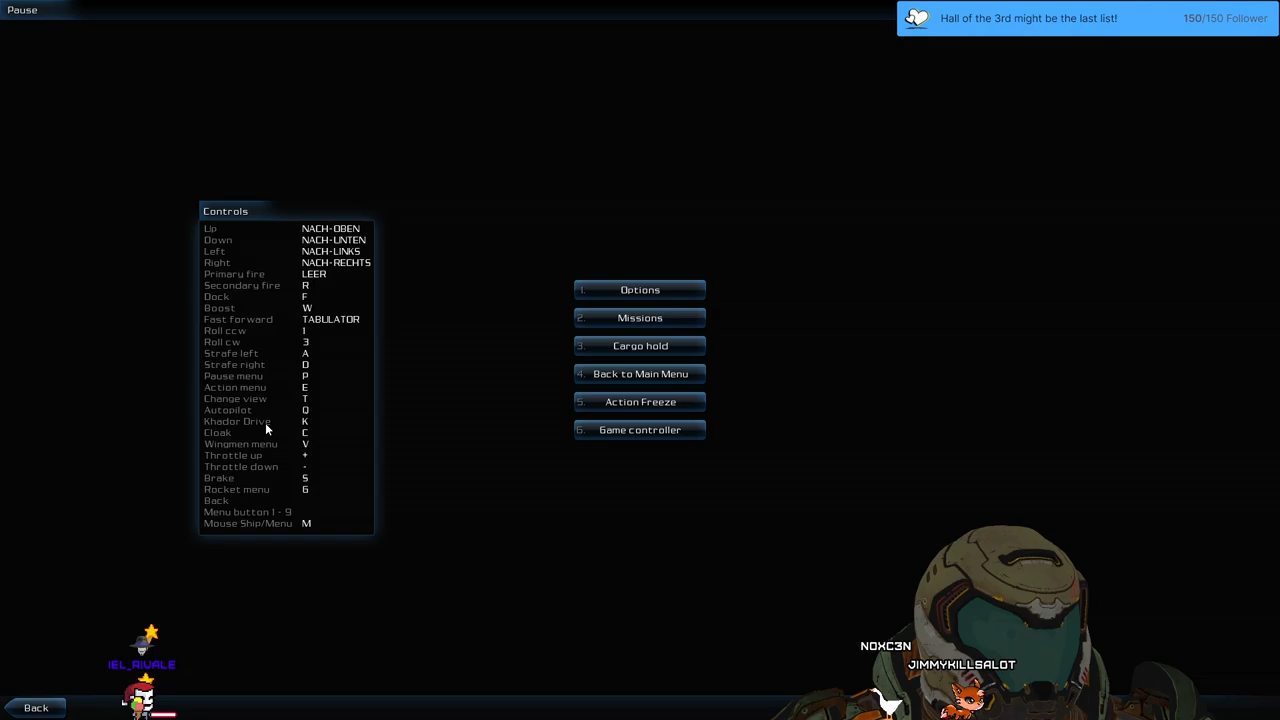 Pause
Hall of the 3rd might be the last list! 150/150 Follower
Controls
Up NACH-OBEN
Down NACH-UNTEN
Left NACH-LINKS
Right NACH-RECHTS
Primary fire LEER
Secondary fire R
Dock F
Boost W
Fast forward TABULATOR
Roll ccw 1
Roll cw 3
Strafe left A
Strafe right D
Pause menu P
Action menu E
Change view T
Autopilot Q
Khador Drive K
Cloak C
Wingmen menu V
Throttle up +
Throttle down -
Brake S
Rocket menu G
Back
Menu button 1 - 9
Mouse Ship/Menu M
1. Options
2. Missions
3. Cargo hold
4. Back to Main Menu
5. Action Freeze
6. Game controller
N0XC3N
JIMMYKILLSALOT
IEL_RIVALE
Back